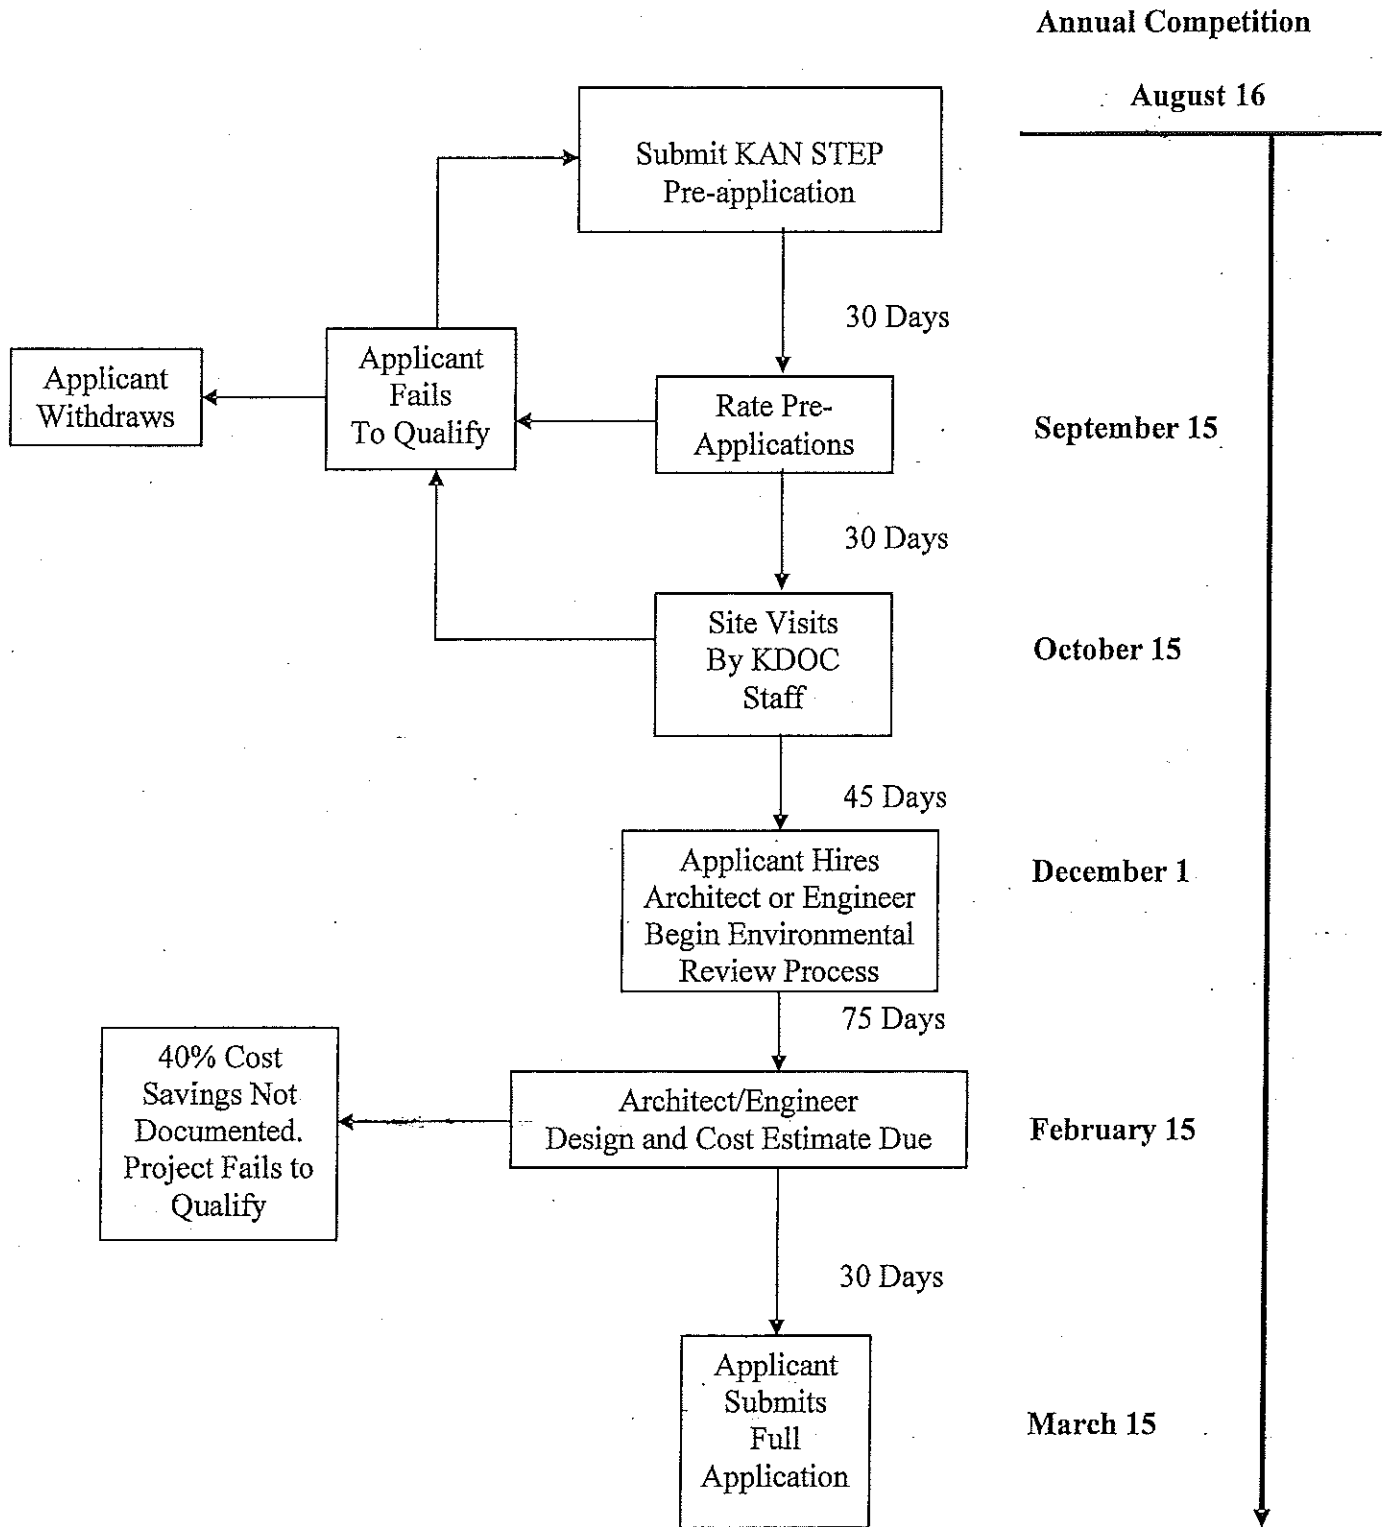 Annual Competition
August 16
Submit KAN STEP
Pre-application
30 Days
Applicant
Withdraws
Applicant
Fails
To Qualify
Rate Pre-
Applications
September 15
30 Days
Site Visits
By KDOC
Staff
October 15
45 Days
Applicant Hires
Architect or Engineer
Begin Environmental
Review Process
December 1
75 Days
40% Cost
Savings Not
Documented.
Project Fails to
Qualify
Architect/Engineer
Design and Cost Estimate Due
February 15
30 Days
Applicant
Submits
Full
Application
March 15